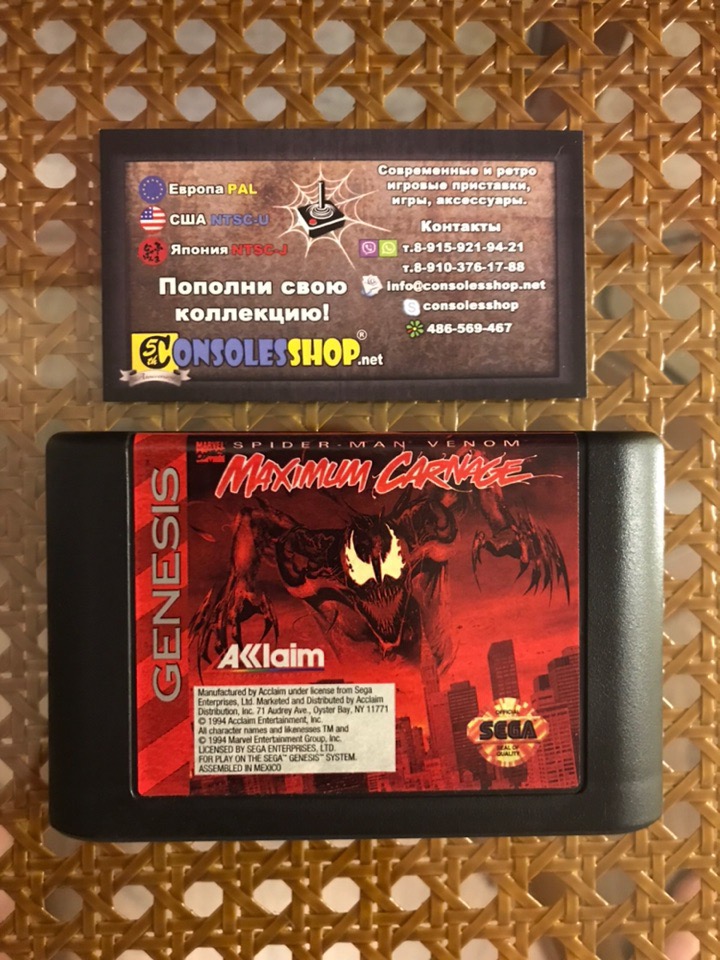 Европа PAL
США NTSC-U
Япония NTSC-J
Пополни свою
коллекцию!
5th CONSOLESSHOP.net
®
Anniversary
Современные и ретро
игровые приставки,
игры, аксессуары.
Контакты
т.8-915-921-94-21
т.8-910-376-17-88
info@consolesshop.net
consolesshop
486-569-467
MARVEL
SPIDER-MAN VENOM
MAXIMUM CARNAGE
GENESIS
AKlaim
Manufactured by Acclaim under license from Sega
Enterprises, Ltd. Marketed and Distributed by Acclaim
Distribution, Inc. 71 Audrey Ave., Oyster Bay, NY 11771
© 1994 Acclaim Entertainment, Inc.
All character names and likenesises TM and
© 1994 Marvel Entertainment Group, Inc.
LICENSED BY SEGA ENTERPRISES, LTD.
FOR PLAY ON THE SEGA™ GENESIS™ SYSTEM.
ASSEMBLED IN MEXICO
OFFICIAL
SEGA
SEAL OF
QUALITY